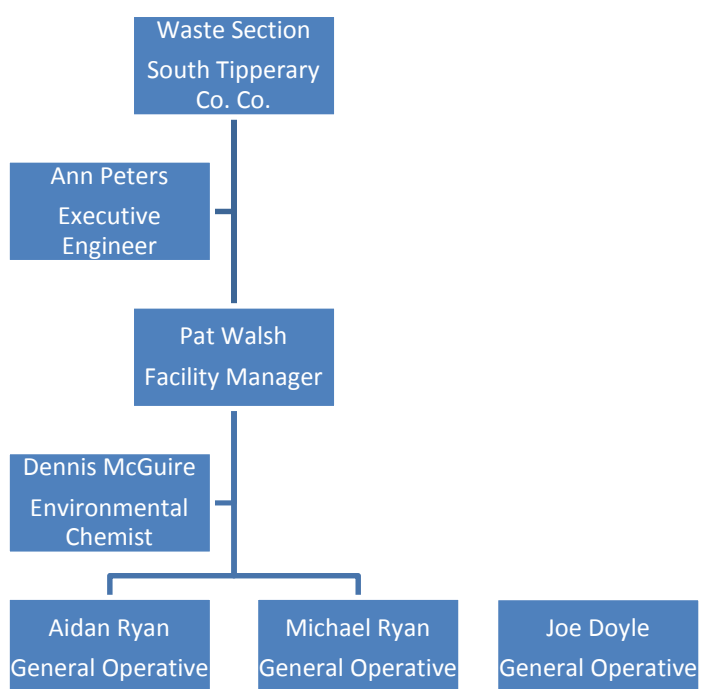 Waste Section
South Tipperary
Co. Co.
Ann Peters
Executive
Engineer
Pat Walsh
Facility Manager
Dennis McGuire
Environmental
Chemist
Aidan Ryan
General Operative
Michael Ryan
General Operative
Joe Doyle
General Operative